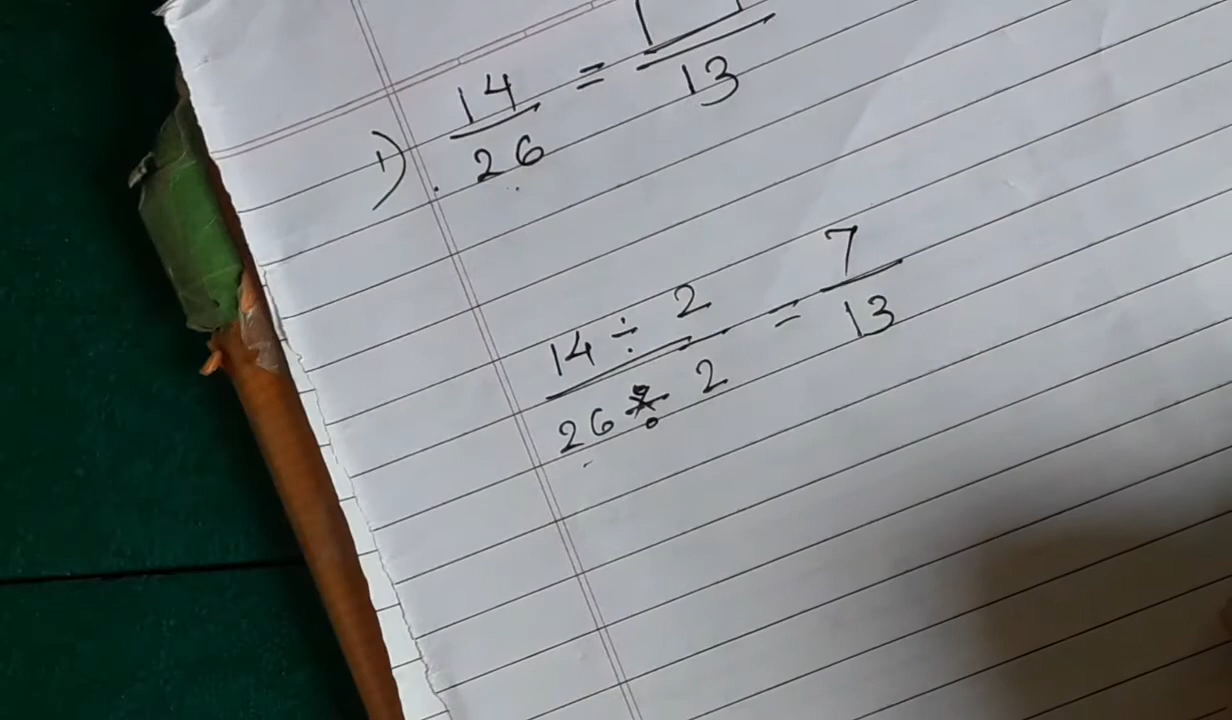 1). 14/26 = □/13
14 ÷ 2 / 26 ÷ 2 = 7/13